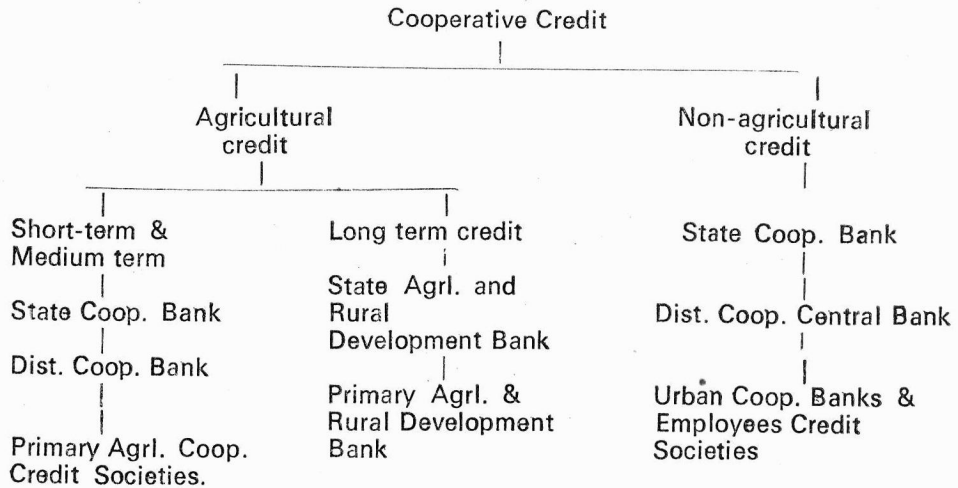 Cooperative Credit
Agricultural
credit
Non-agricultural
credit
Short-term &
Medium term
State Coop. Bank
Dist. Coop. Bank
Primary Agrl. Coop.
Credit Societies.
Long term credit
State Agrl. and
Rural
Development Bank
Primary Agrl. &
Rural Development
Bank
State Coop. Bank
Dist. Coop. Central Bank
Urban Coop. Banks &
Employees Credit
Societies